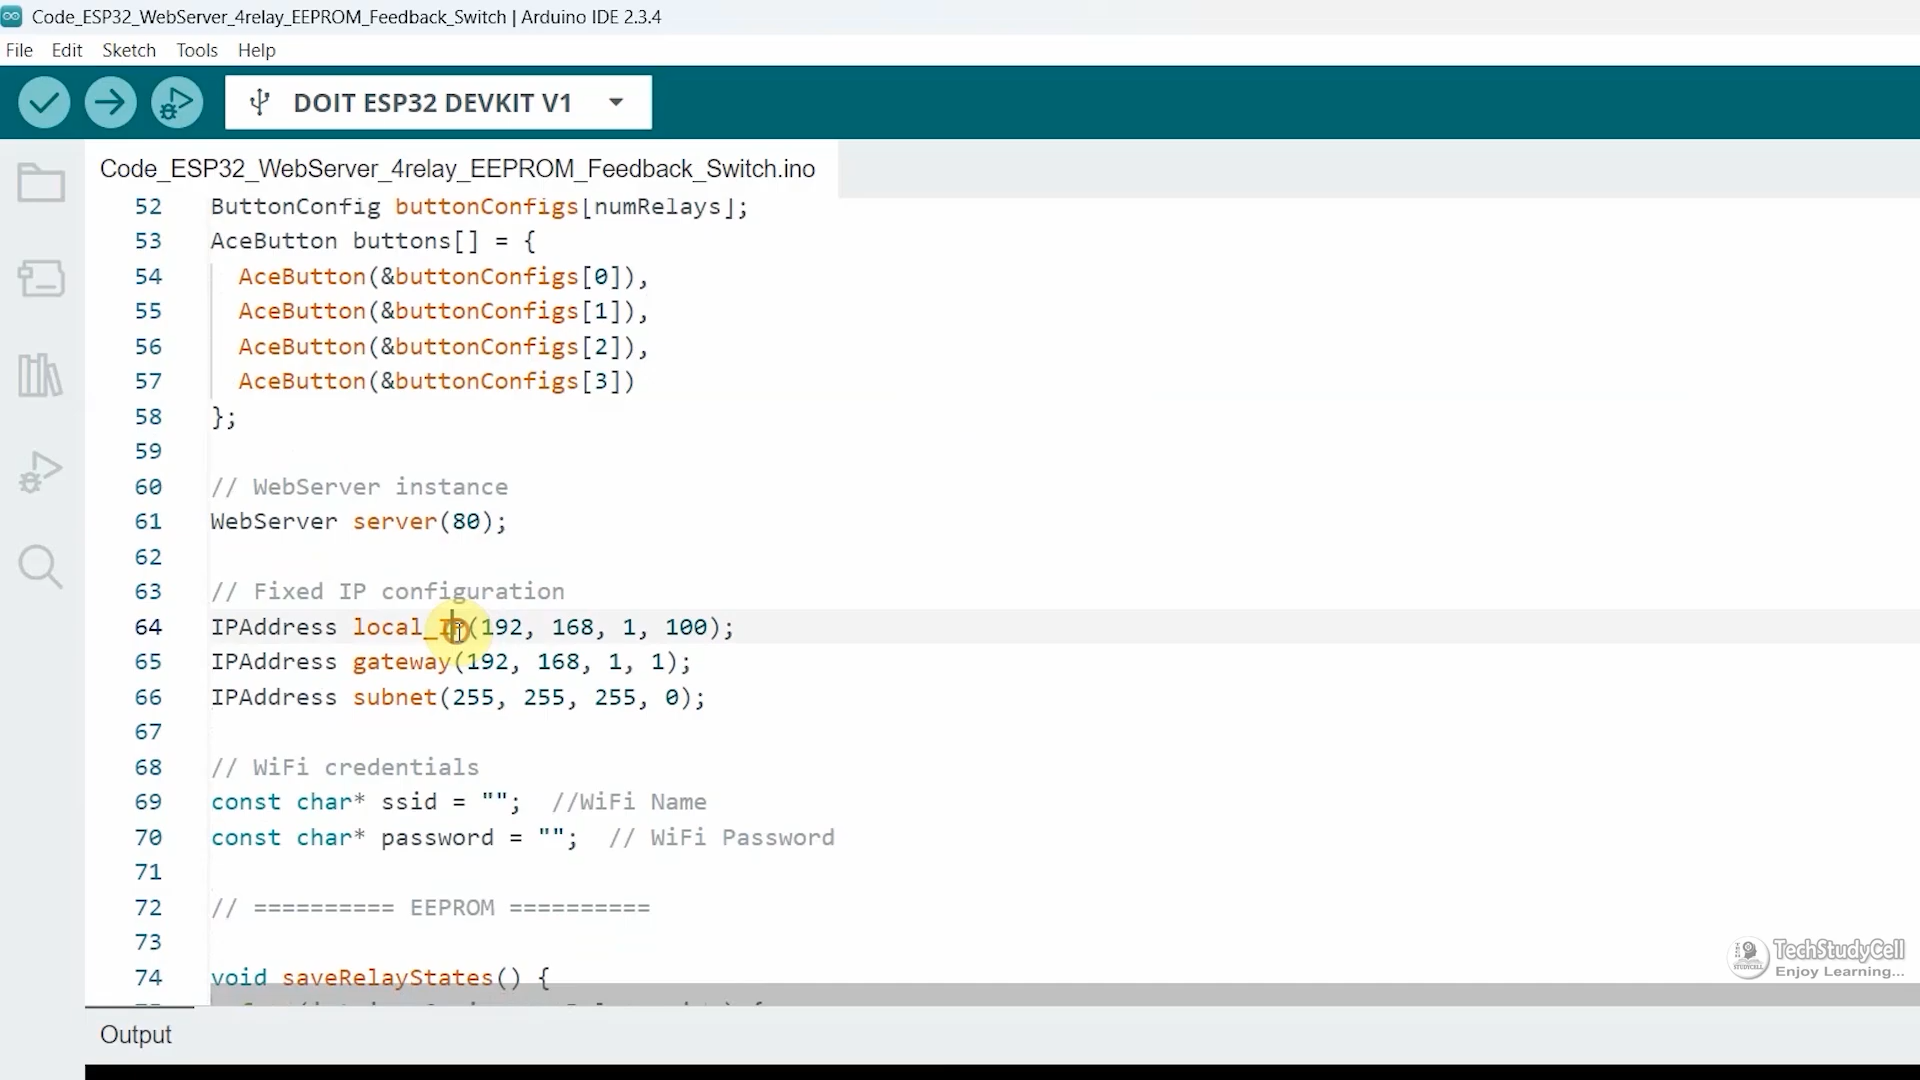 Code_ESP32_WebServer_4relay_EEPROM_Feedback_Switch | Arduino IDE 2.3.4
File Edit Sketch Tools Help
DOIT ESP32 DEVKIT V1
Code_ESP32_WebServer_4relay_EEPROM_Feedback_Switch.ino
52 ButtonConfig buttonConfigs[numRelays];
53 AceButton buttons[] = {
54 AceButton(&buttonConfigs[0]),
55 AceButton(&buttonConfigs[1]),
56 AceButton(&buttonConfigs[2]),
57 AceButton(&buttonConfigs[3])
58 };
59
60 // WebServer instance
61 WebServer server(80);
62
63 // Fixed IP configuration
64 IPAddress local_IP(192, 168, 1, 100);
65 IPAddress gateway(192, 168, 1, 1);
66 IPAddress subnet(255, 255, 255, 0);
67
68 // WiFi credentials
69 const char* ssid = ""; //WiFi Name
70 const char* password = ""; // WiFi Password
71
72 // ========== EEPROM ==========
73
74 void saveRelayStates() {
TechStudyCell
Enjoy Learning...
Output